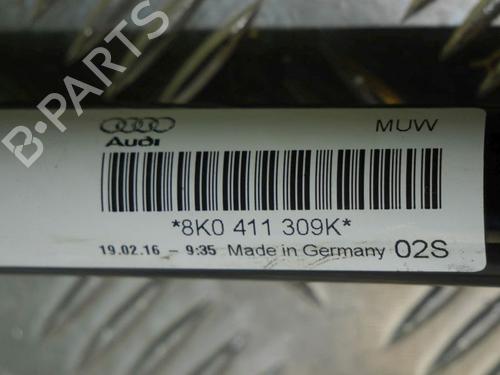 B-PARTS
MUW
Audi
*8K0 411 309K*
19.02.16 - 9:35 Made in Germany 02S